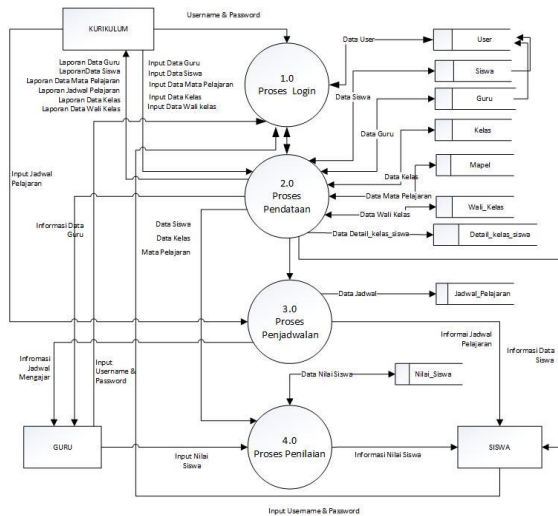 KURIKULUM
Username & Password
Laporan Data Guru
LaporanData Siswa
Laporan Data Mata Pelajaran
Laporan Jadwal Pelajaran
Laporan Data Kelas
Laporan Data Wali Kelas
Input Data Guru
Input Data Siswa
Input Data Mata Pelajaran
Input Data Kelas
Input Data Wali kelas
1.0
Proses Login
Data User
User
Siswa
Data Siswa
Guru
Data Guru
Kelas
Data Kelas
Mapel
Data Mata Pelajaran
Wali_Kelas
Data Wali Kelas
Detail_kelas_siswa
Data Detail_kelas_siswa
2.0
Proses
Pendataan
Input Jadwal
Pelajaran
Informasi Data
Guru
Data Siswa
Data Kelas
Mata Pelajaran
3.0
Proses
Penjadwalan
Data Jadwal
Jadwal_Pelajaran
Informai Jadwal
Pelajaran
Informasi Data
Siswa
Infromasi
Jadwal
Mengajar
Input
Username &
Password
Data Nilai Siswa
Nilai_Siswa
4.0
Proses Penilaian
GURU
Input Nilai
Siswa
Informasi Nilai Siswa
SISWA
Input Username & Password